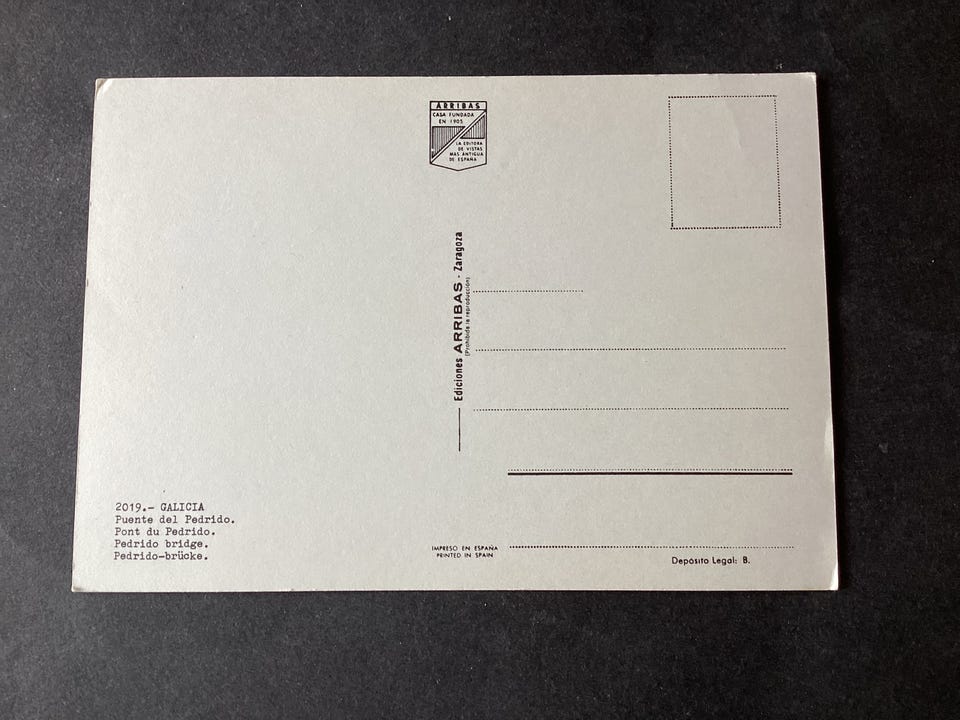 ARRIBAS
CASA FUNDADA
EN 1905
LA EDITORA
DE VISTAS
MAS ANTIGUA
DE ESPAÑA
Ediciones ARRIBAS - Zaragoza
(Prohibida la reproducción)
2019.- GALICIA
Puente del Pedrido.
Pont du Pedrido.
Pedrido bridge.
Pedrido-brücke.
IMPRESO EN ESPAÑA
PRINTED IN SPAIN
Depósito Legal: B.